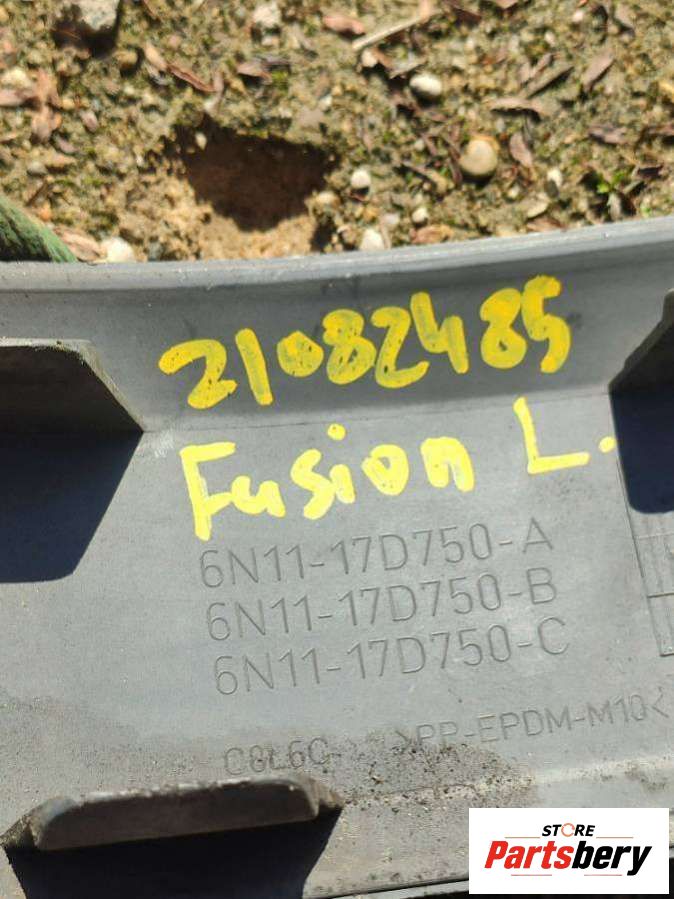 21082485
Fusion L.
6N11-17D750-A
6N11-17D750-B
6N11-17D750-C
>PP-EPDM-M10<
STORE
Partsbery